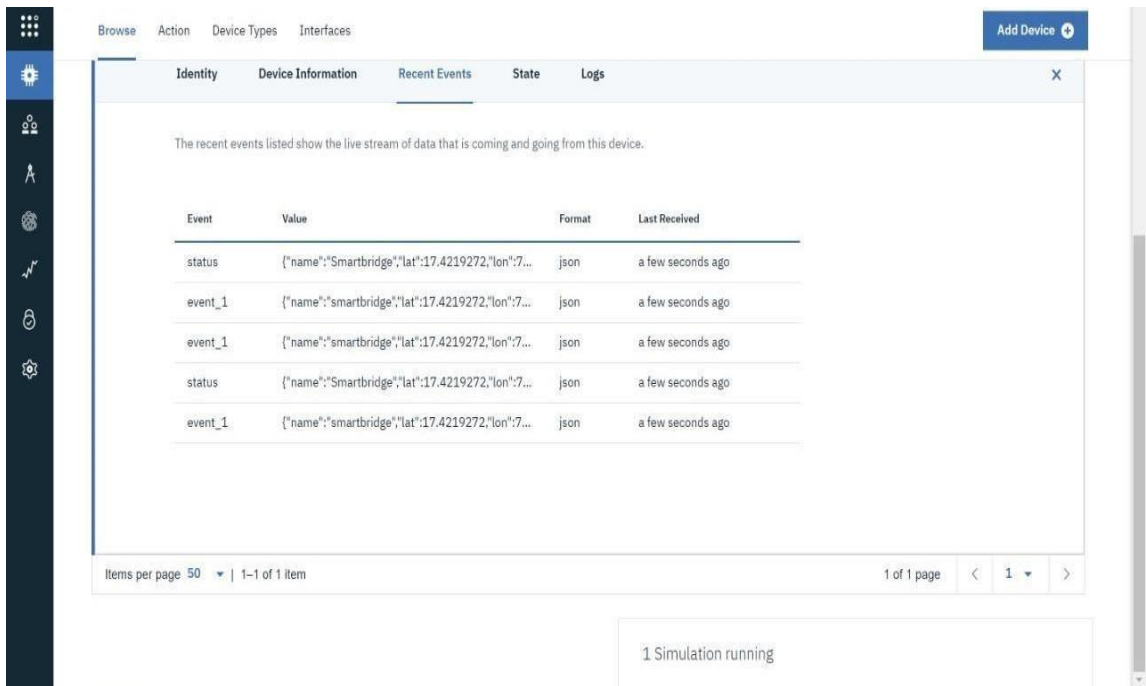 Browse Action Device Types Interfaces Add Device
Identity Device Information Recent Events State Logs
The recent events listed show the live stream of data that is coming and going from this device.
Event Value Format Last Received
status {"name":"Smartbridge","lat":17.4219272,"lon":7... json a few seconds ago
event_1 {"name":"smartbridge","lat":17.4219272,"lon":7... json a few seconds ago
event_1 {"name":"smartbridge","lat":17.4219272,"lon":7... json a few seconds ago
status {"name":"Smartbridge","lat":17.4219272,"lon":7... json a few seconds ago
event_1 {"name":"smartbridge","lat":17.4219272,"lon":7... json a few seconds ago
Items per page 50 | 1–1 of 1 item 1 of 1 page 1
1 Simulation running